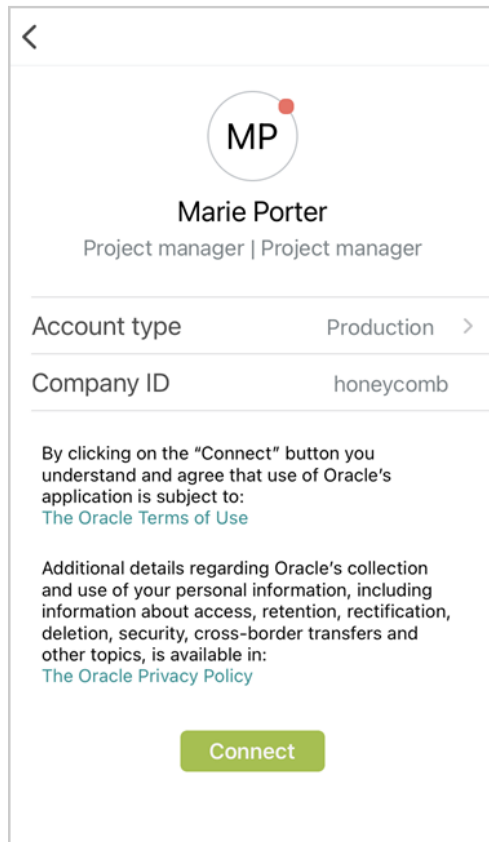 MP
Marie Porter
Project manager | Project manager
Account type Production
Company ID honeycomb
By clicking on the “Connect” button you
understand and agree that use of Oracle’s
application is subject to:
The Oracle Terms of Use
Additional details regarding Oracle’s collection
and use of your personal information, including
information about access, retention, rectification,
deletion, security, cross-border transfers and
other topics, is available in:
The Oracle Privacy Policy
Connect